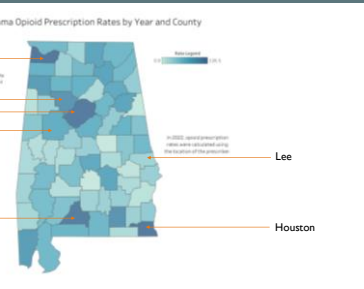 ma Opioid Prescription Rates by Year and County
Rate Legend
In 2022, opioid prescription
rates were calculated using
the location of the prescriber
Lee
Houston